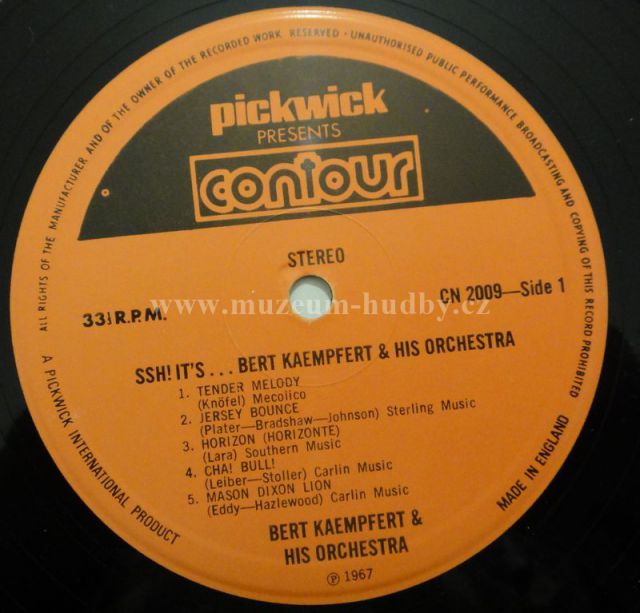 ALL RIGHTS OF THE MANUFACTURER AND OF THE OWNER OF THE RECORDED WORK RESERVED · UNAUTHORISED PUBLIC PERFORMANCE BROADCASTING AND COPYING OF THIS RECORD PROHIBITED
pickwick
PRESENTS
contour
STEREO
33⅓ R.P.M.
CN 2009—Side 1
www.muzeum-hudby.cz
SSH! IT'S . . . BERT KAEMPFERT & HIS ORCHESTRA
1. TENDER MELODY
(Knöfel) Mecolico
2. JERSEY BOUNCE
(Plater—Bradshaw—Johnson) Sterling Music
3. HORIZON (HORIZONTE)
(Lara) Southern Music
4. CHA! BULL!
(Leiber—Stoller) Carlin Music
5. MASON DIXON LION
(Eddy—Hazlewood) Carlin Music
BERT KAEMPFERT &
HIS ORCHESTRA
℗ 1967
A PICKWICK INTERNATIONAL PRODUCT
MADE IN ENGLAND